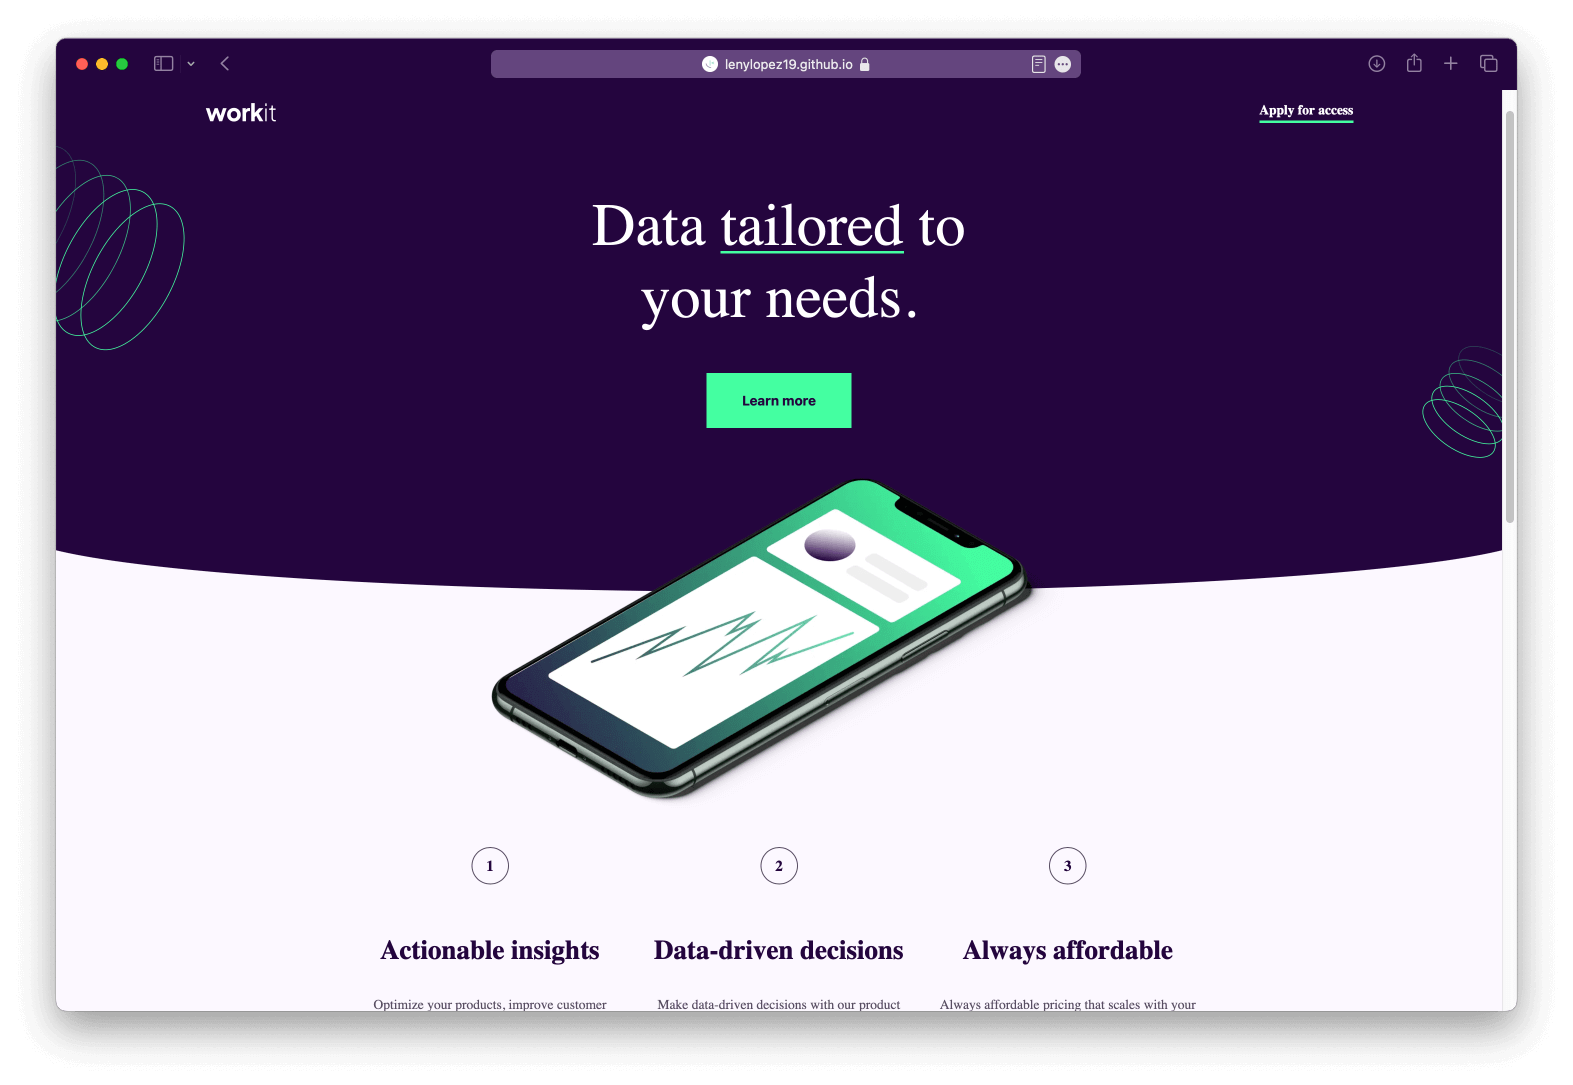 lenylopez19.github.io
workit
Apply for access
Data tailored to
your needs.
Learn more
1
2
3
Actionable insights
Data-driven decisions
Always affordable
Optimize your products, improve customer
Make data-driven decisions with our product
Always affordable pricing that scales with your